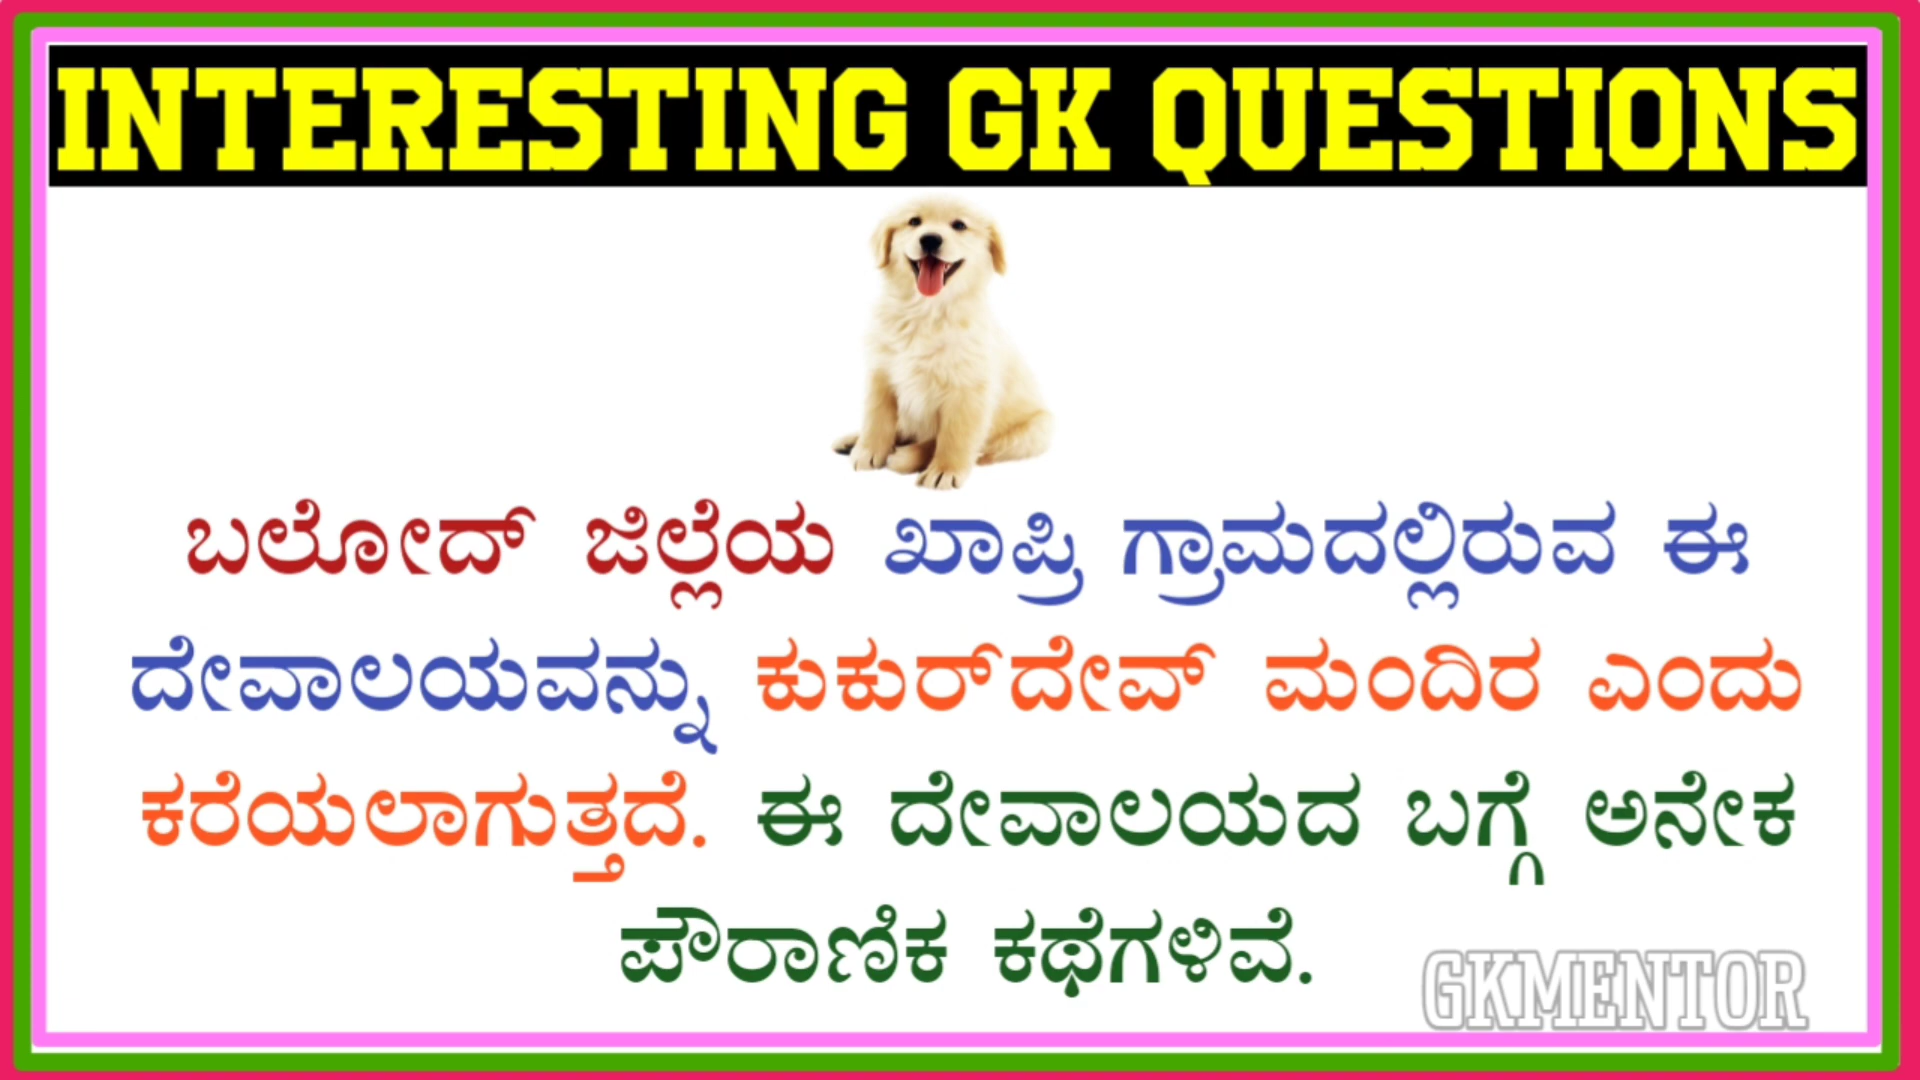 INTERESTING GK QUESTIONS
ಬಲೋದ್ ಜಿಲ್ಲೆಯ ಖಾಪ್ರಿ ಗ್ರಾಮದಲ್ಲಿರುವ ಈ
ದೇವಾಲಯವನ್ನು ಕುಕುರ್‌ದೇವ್ ಮಂದಿರ ಎಂದು
ಕರೆಯಲಾಗುತ್ತದೆ. ಈ ದೇವಾಲಯದ ಬಗ್ಗೆ ಅನೇಕ
ಪೌರಾಣಿಕ ಕಥೆಗಳಿವೆ.
GKMENTOR